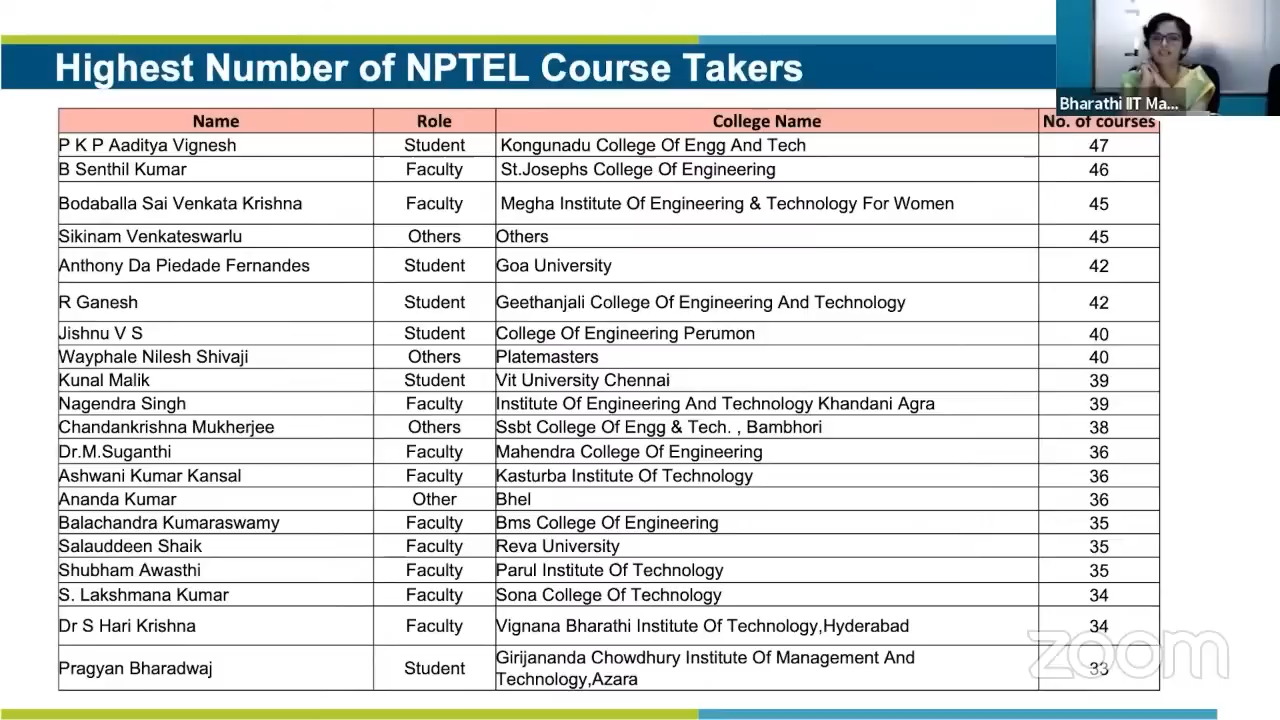 Highest Number of NPTEL Course Takers
Bharathi IIT Ma...
Name Role College Name No. of courses
P K P Aaditya Vignesh Student Kongunadu College Of Engg And Tech 47
B Senthil Kumar Faculty St.Josephs College Of Engineering 46
Bodaballa Sai Venkata Krishna Faculty Megha Institute Of Engineering & Technology For Women 45
Sikinam Venkateswarlu Others Others 45
Anthony Da Piedade Fernandes Student Goa University 42
R Ganesh Student Geethanjali College Of Engineering And Technology 42
Jishnu V S Student College Of Engineering Perumon 40
Wayphale Nilesh Shivaji Others Platemasters 40
Kunal Malik Student Vit University Chennai 39
Nagendra Singh Faculty Institute Of Engineering And Technology Khandani Agra 39
Chandankrishna Mukherjee Others Ssbt College Of Engg & Tech. , Bambhori 38
Dr.M.Suganthi Faculty Mahendra College Of Engineering 36
Ashwani Kumar Kansal Faculty Kasturba Institute Of Technology 36
Ananda Kumar Other Bhel 36
Balachandra Kumaraswamy Faculty Bms College Of Engineering 35
Salauddeen Shaik Faculty Reva University 35
Shubham Awasthi Faculty Parul Institute Of Technology 35
S. Lakshmana Kumar Faculty Sona College Of Technology 34
Dr S Hari Krishna Faculty Vignana Bharathi Institute Of Technology,Hyderabad 34
Pragyan Bharadwaj Student Girijananda Chowdhury Institute Of Management And 33
Technology,Azara
zoom